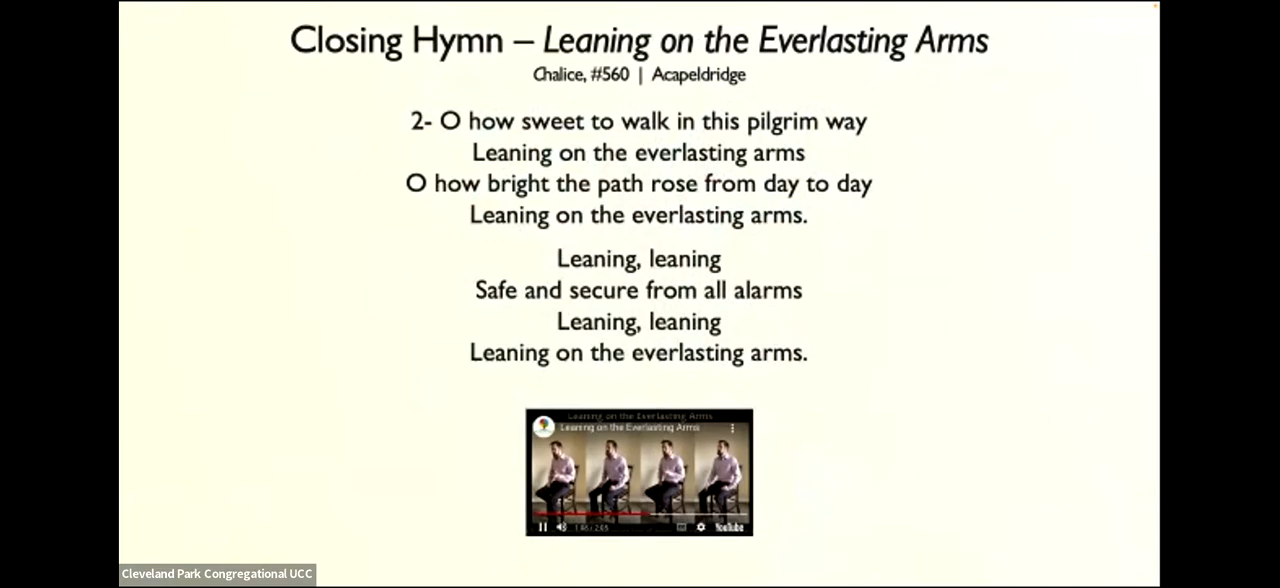 Closing Hymn – Leaning on the Everlasting Arms
Chalice, #560 | Acapeldridge
2- O how sweet to walk in this pilgrim way
Leaning on the everlasting arms
O how bright the path rose from day to day
Leaning on the everlasting arms.
Leaning, leaning
Safe and secure from all alarms
Leaning, leaning
Leaning on the everlasting arms.
Leaning on the Everlasting Arms
Leaning on the Everlasting Arms
YouTube
Cleveland Park Congregational UCC